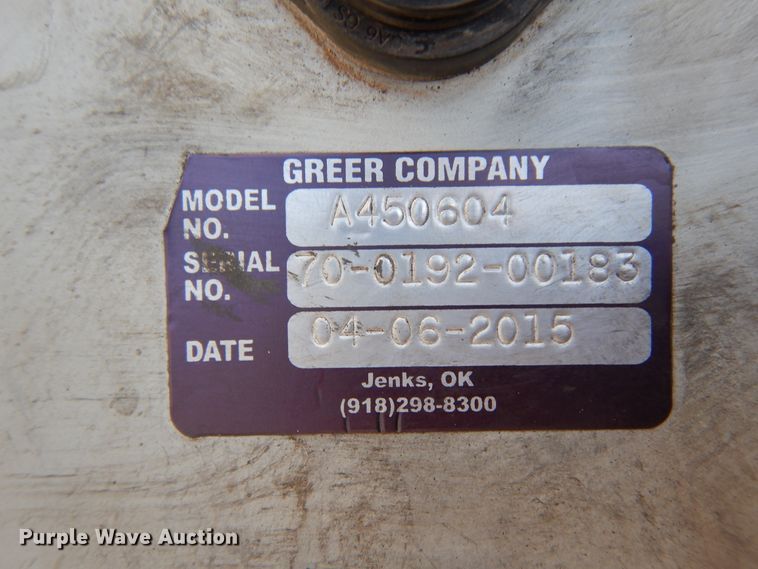 GREER COMPANY
MODEL NO. A450604
SERIAL NO. 70-0192-00183
DATE 04-06-2015
Jenks, OK
(918)298-8300
Purple Wave Auction